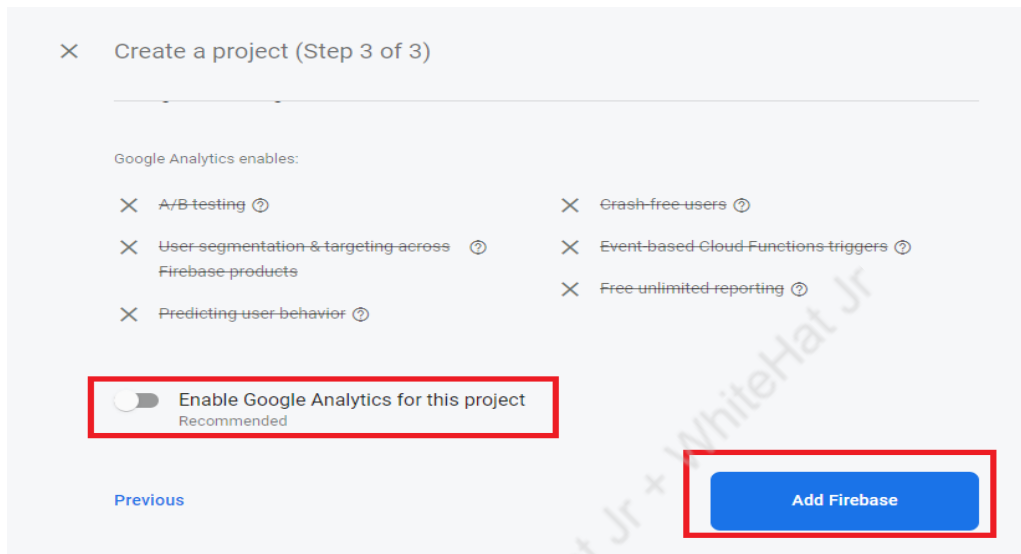 Create a project (Step 3 of 3)
Google Analytics enables:
A/B testing
User segmentation & targeting across
Firebase products
Predicting user behavior
Crash-free users
Event-based Cloud Functions triggers
Free unlimited reporting
Enable Google Analytics for this project
Recommended
Previous
Add Firebase
t Jr + WhiteHat Jr